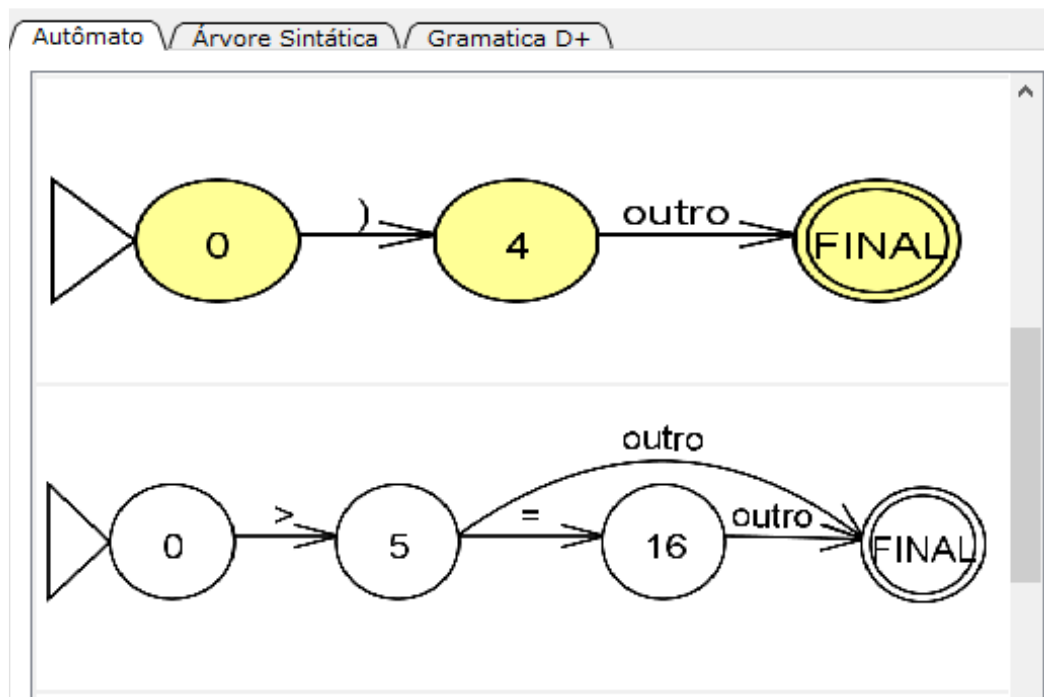 Autômato Árvore Sintática Gramatica D+
) outro
0 4 FINAL
outro
> = outro
0 5 16 FINAL